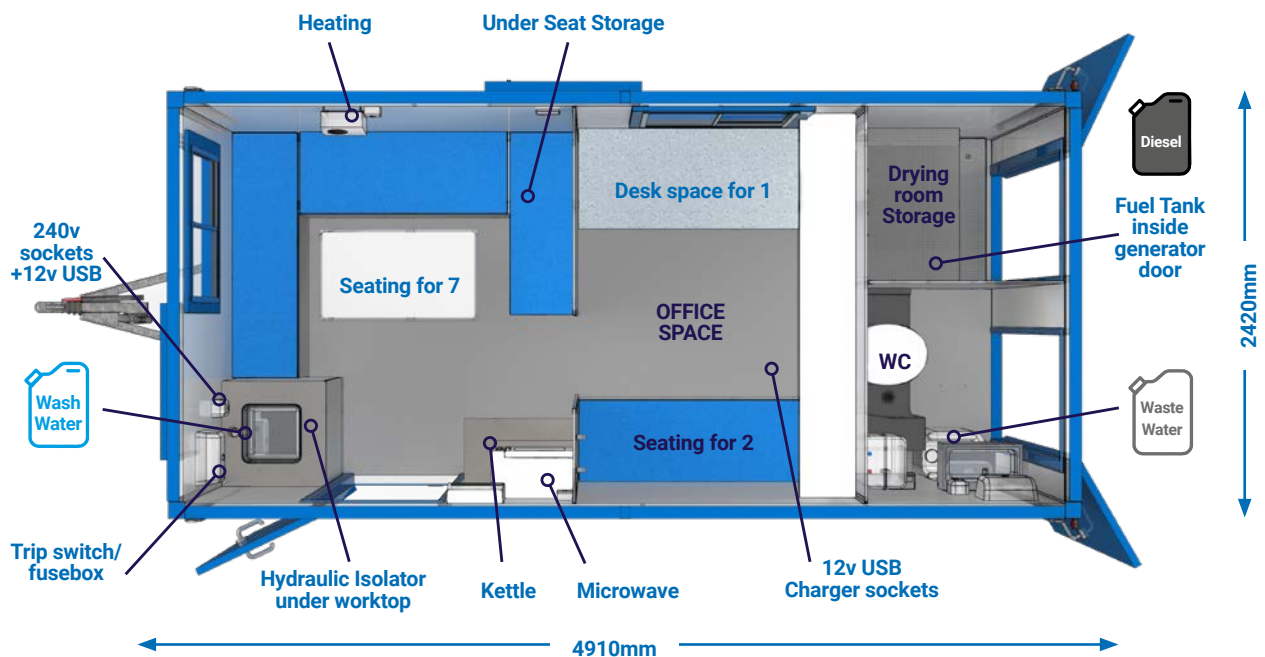 Heating
Under Seat Storage
Diesel
Desk space for 1
Drying
room
Storage
Fuel Tank
inside
generator
door
240v
sockets
+12v USB
Seating for 7
OFFICE
SPACE
2420mm
WC
Wash
Water
Waste
Water
Seating for 2
Trip switch/
fusebox
Hydraulic Isolator
under worktop
Kettle
Microwave
12v USB
Charger sockets
4910mm